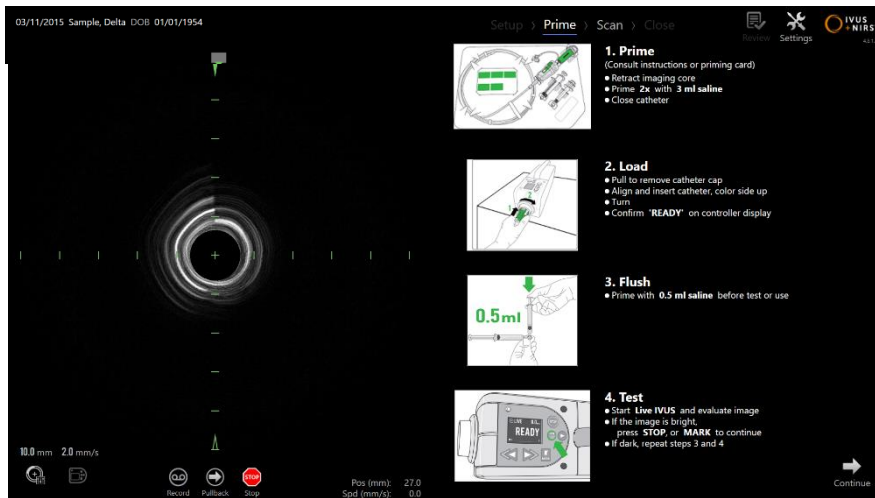 03/11/2015 Sample, Delta DOB 01/01/1954
Setup > Prime > Scan > Close
Review
Settings
IVUS
+NIRS
1. Prime
(Consult instructions or priming card)
• Retract imaging core
• Prime 2x with 3 ml saline
• Close catheter
2. Load
• Pull to remove catheter cap
• Align and insert catheter, color side up
• Turn
• Confirm 'READY' on controller display
1
2
3. Flush
• Prime with 0.5 ml saline before test or use
0.5ml
4. Test
• Start Live IVUS and evaluate image
• If the image is bright,
press STOP, or MARK to continue
• If dark, repeat steps 3 and 4
READY
10.0 mm 2.0 mm/s
Record
Pullback
STOP
Stop
Pos (mm): 27.0
Spd (mm/s): 0.0
Continue